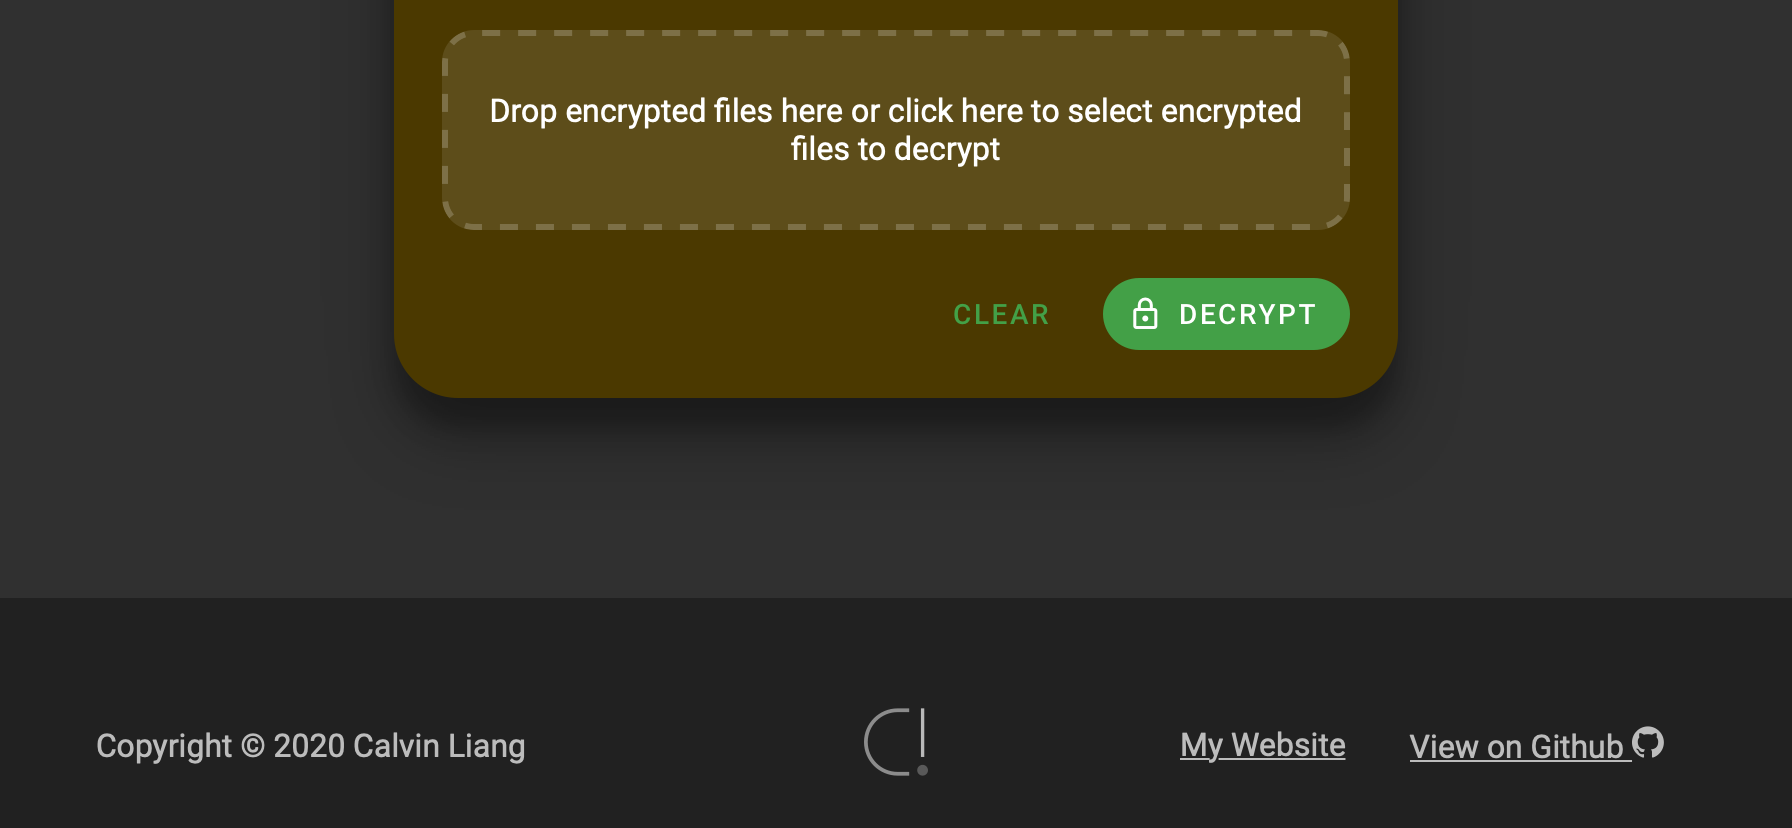 Drop encrypted files here or click here to select encrypted
files to decrypt
CLEAR
DECRYPT
Copyright © 2020 Calvin Liang
My Website
View on Github